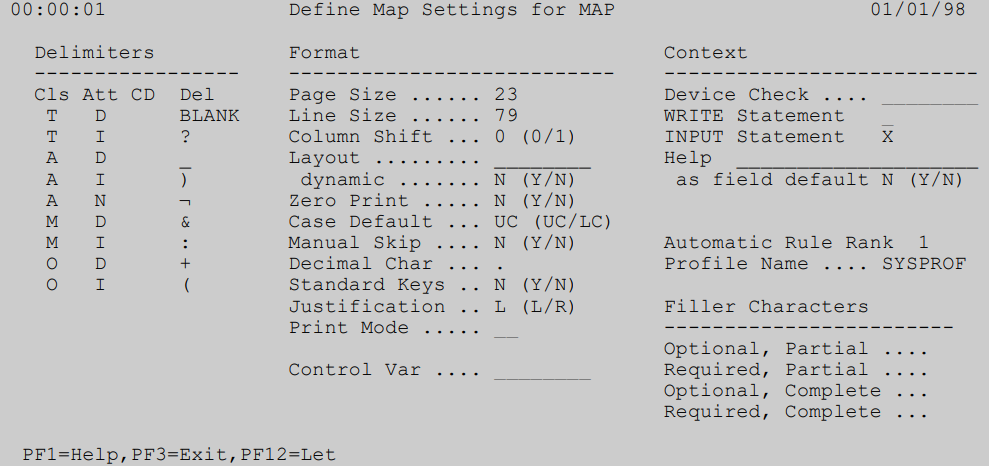 00:00:01                Define Map Settings for MAP                      01/01/98
  Delimiters            Format                          Context
  -----------------     ---------------------------     --------------------------
  Cls Att CD  Del       Page Size ...... 23             Device Check .... ________
   T   D      BLANK     Line Size ...... 79             WRITE Statement   _
   T   I      ?         Column Shift ... 0 (0/1)        INPUT Statement   X
   A   D      _         Layout ......... ________       Help  ____________________
   A   I      )          dynamic ....... N (Y/N)         as field default N (Y/N)
   A   N      ¬         Zero Print ..... N (Y/N)
   M   D      &         Case Default ... UC (UC/LC)
   M   I      :         Manual Skip .... N (Y/N)        Automatic Rule Rank  1
   O   D      +         Decimal Char ... .              Profile Name .... SYSPROF
   O   I      (         Standard Keys .. N (Y/N)
                        Justification .. L (L/R)        Filler Characters
                        Print Mode ..... __             ------------------------
                                                        Optional, Partial ....
                        Control Var .... ________       Required, Partial ....
                                                        Optional, Complete ...
                                                        Required, Complete ...
 PF1=Help,PF3=Exit,PF12=Let